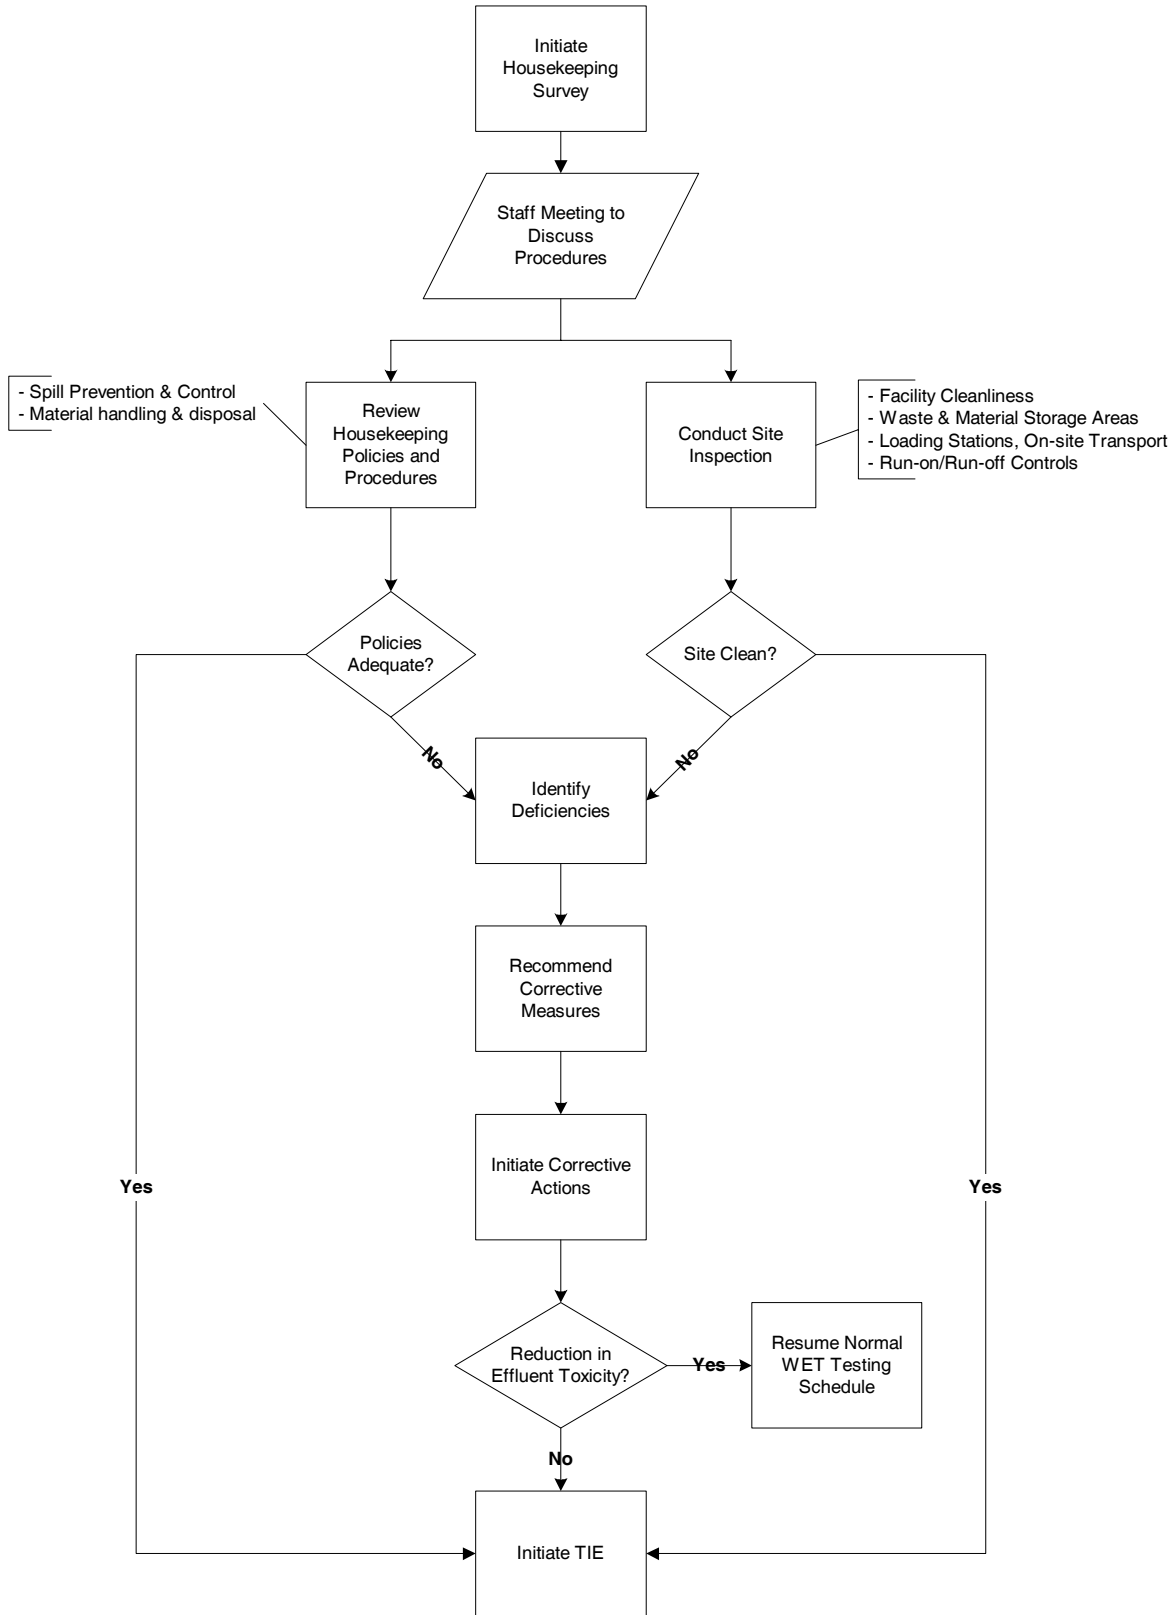 Initiate
Housekeeping
Survey
Staff Meeting to
Discuss
Procedures
- Spill Prevention & Control
- Material handling & disposal
Review
Housekeeping
Policies and
Procedures
Conduct Site
Inspection
- Facility Cleanliness
- Waste & Material Storage Areas
- Loading Stations, On-site Transport
- Run-on/Run-off Controls
Policies
Adequate?
Site Clean?
No
No
Identify
Deficiencies
Recommend
Corrective
Measures
Initiate Corrective
Actions
Yes
Yes
Reduction in
Effluent Toxicity?
Yes
Resume Normal
WET Testing
Schedule
No
Initiate TIE